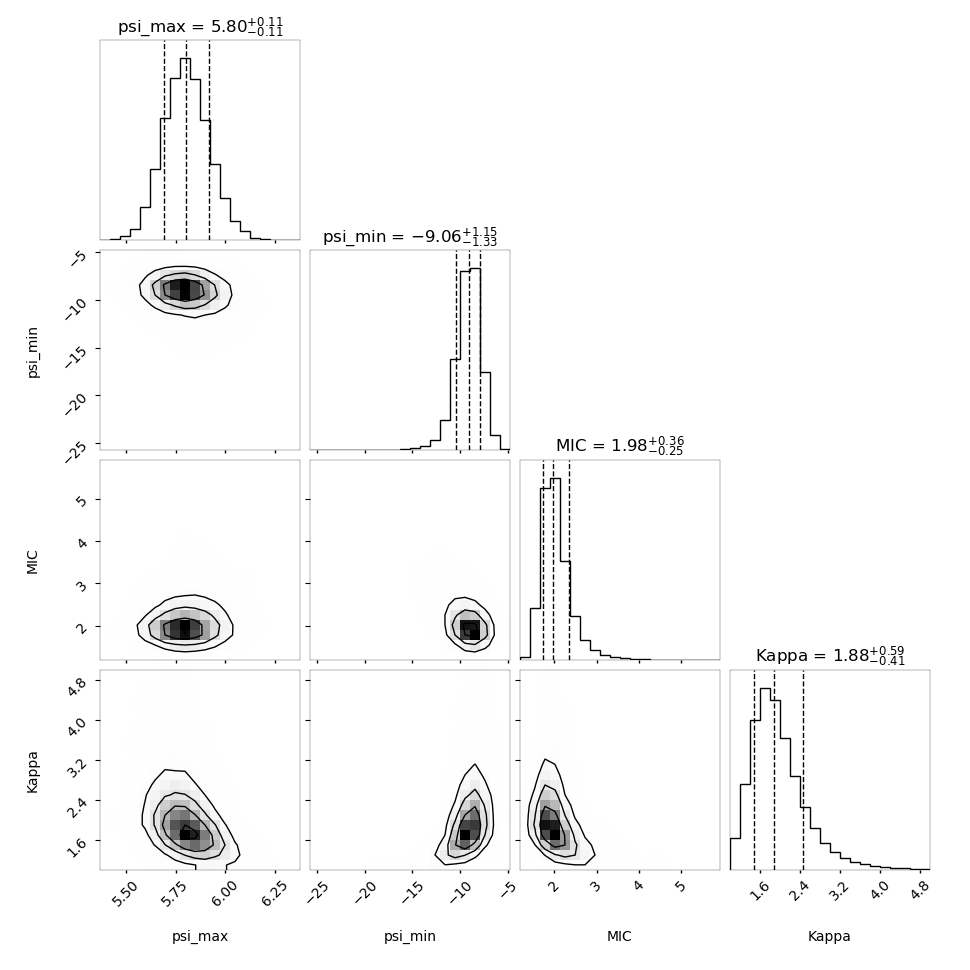 psi_max = 5.80+0.11−0.11
psi_min = −9.06+1.15−1.33
−5
−10
−15
−20
−25
psi_min
MIC = 1.98+0.36−0.25
5
4
3
2
MIC
Kappa = 1.88+0.59−0.41
4.8
4.0
3.2
2.4
1.6
Kappa
5.50 5.75 6.00 6.25 −25 −20 −15 −10 −5 2 3 4 5 1.6 2.4 3.2 4.0 4.8
psi_max psi_min MIC Kappa